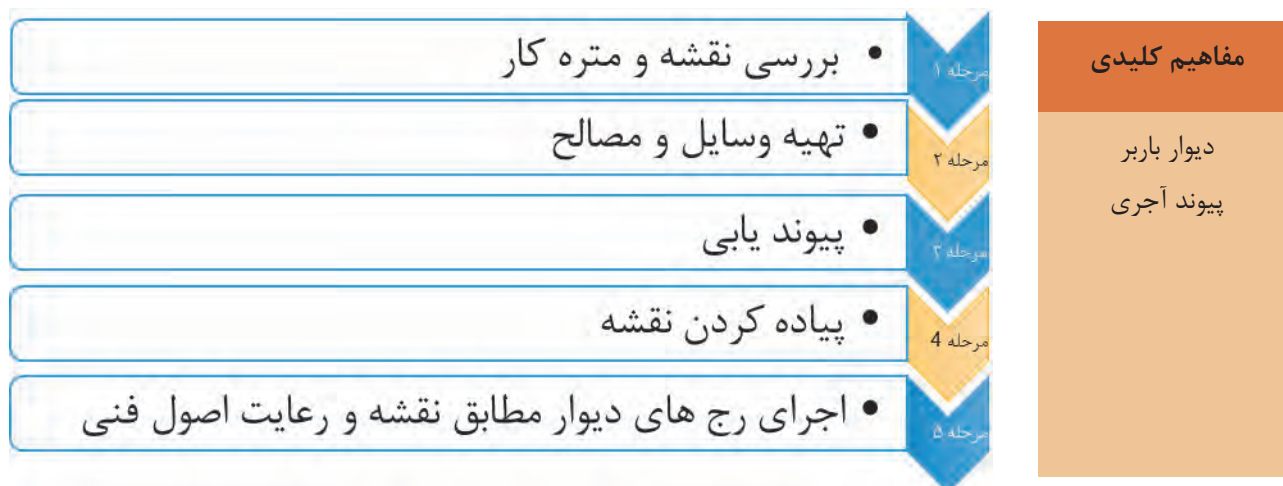 مفاهیم کلیدی
دیوار باربر
پیوند آجری
مرحله ۱
• بررسی نقشه و متره کار
مرحله ۲
• تهیه وسایل و مصالح
مرحله ۳
• پیوند یابی
مرحله 4
• پیاده کردن نقشه
مرحله ۵
• اجرای رج های دیوار مطابق نقشه و رعایت اصول فنی